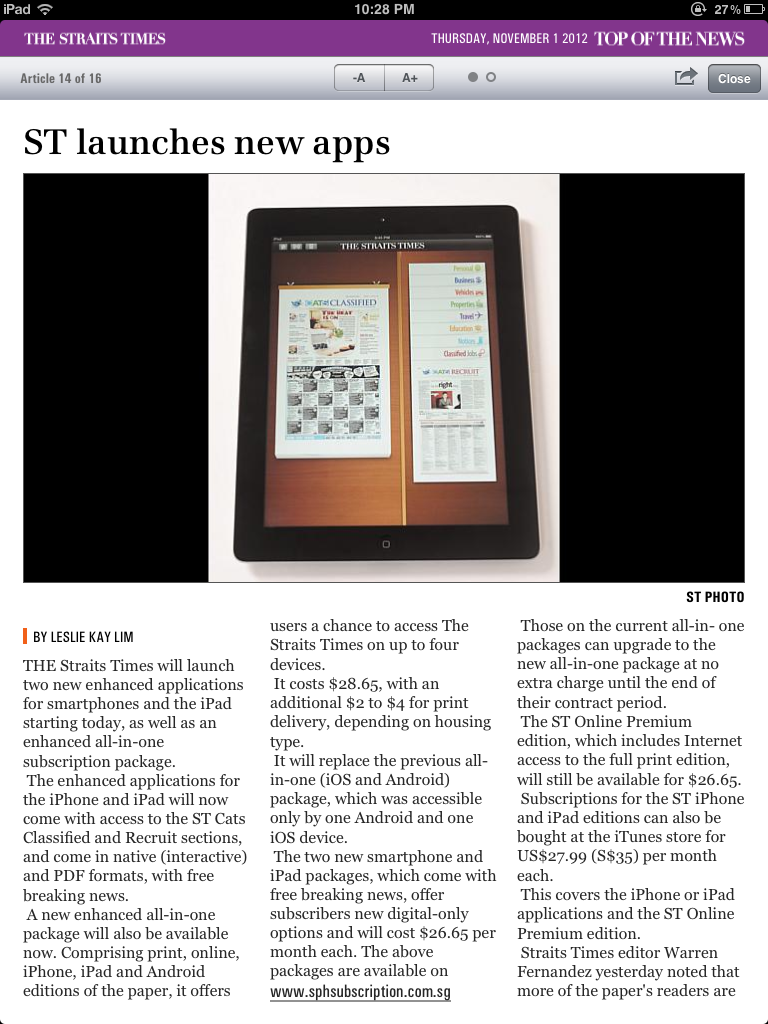 iPad
10:28 PM
27%
THE STRAITS TIMES
THURSDAY, NOVEMBER 1 2012 TOP OF THE NEWS
Article 14 of 16
-A
A+
Close
ST launches new apps
THE STRAITS TIMES
CATS CLASSIFIED
THE HEAT
IS ON
Personal
Business
Vehicles
Properties
Travel
Education
Notices
Classified Jobs
CATS RECRUIT
right
ST PHOTO
BY LESLIE KAY LIM
THE Straits Times will launch
two new enhanced applications
for smartphones and the iPad
starting today, as well as an
enhanced all-in-one
subscription package.
The enhanced applications for
the iPhone and iPad will now
come with access to the ST Cats
Classified and Recruit sections,
and come in native (interactive)
and PDF formats, with free
breaking news.
A new enhanced all-in-one
package will also be available
now. Comprising print, online,
iPhone, iPad and Android
editions of the paper, it offers
users a chance to access The
Straits Times on up to four
devices.
It costs $28.65, with an
additional $2 to $4 for print
delivery, depending on housing
type.
It will replace the previous all-
in-one (iOS and Android)
package, which was accessible
only by one Android and one
iOS device.
The two new smartphone and
iPad packages, which come with
free breaking news, offer
subscribers new digital-only
options and will cost $26.65 per
month each. The above
packages are available on
www.sphsubscription.com.sg
Those on the current all-in- one
packages can upgrade to the
new all-in-one package at no
extra charge until the end of
their contract period.
The ST Online Premium
edition, which includes Internet
access to the full print edition,
will still be available for $26.65.
Subscriptions for the ST iPhone
and iPad editions can also be
bought at the iTunes store for
US$27.99 (S$35) per month
each.
This covers the iPhone or iPad
applications and the ST Online
Premium edition.
Straits Times editor Warren
Fernandez yesterday noted that
more of the paper's readers are